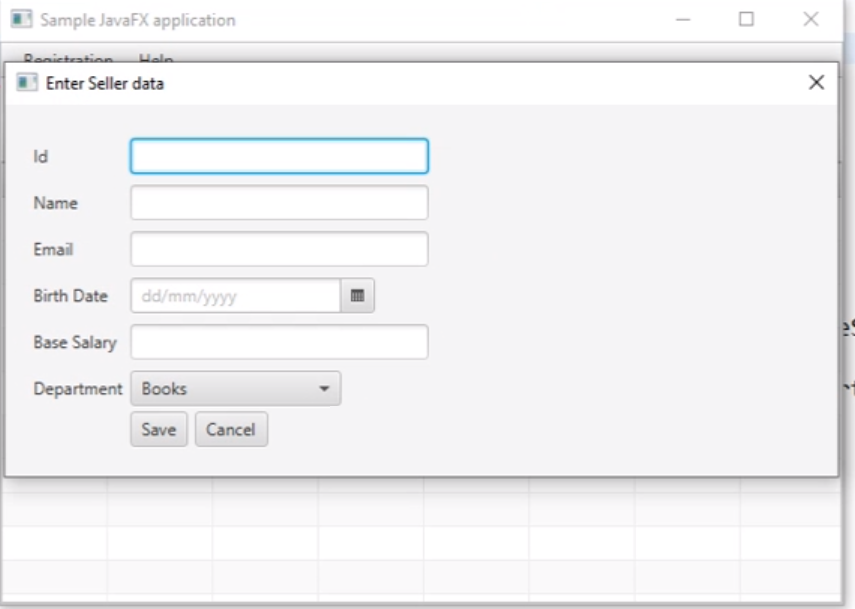 Sample JavaFX application
Registration Help
Enter Seller data
Id
Name
Email
Birth Date dd/mm/yyyy
Base Salary
Department Books
Save Cancel